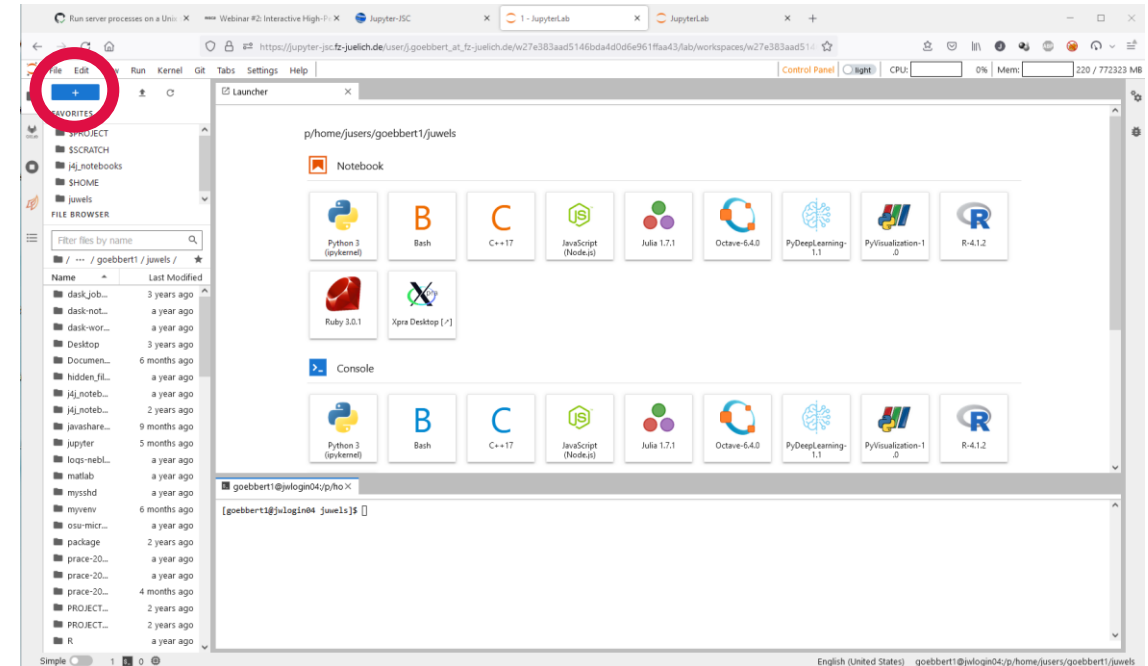 Run server processes on a Univ
Webinar #2: Interactive High-P
Jupyter-JSC
1 - JupyterLab
JupyterLab
https://jupyter-jsc.fz-juelich.de/user/j.goebbert_at_fz-juelich.de/w27e383aad5146bda4d0d6e961ffaa43/lab/workspaces/w27e383aad514
File Edit Run Kernel Git Tabs Settings Help
Control Panel light CPU: 0% Mem: 220 / 772323 MB
+
Launcher
FAVORITES
$PROJECT
$SCRATCH
j4j_notebooks
$HOME
juwels
FILE BROWSER
Filter files by name
/ ··· / goebbert1 / juwels /
Name Last Modified
dask_job... 3 years ago
dask-not... a year ago
dask-wor... a year ago
Desktop 3 years ago
Documen... 6 months ago
hidden_fil... a year ago
j4j_noteb... a year ago
j4j_noteb... 2 years ago
javashare... 9 months ago
jupyter 5 months ago
loqs-nebl... a year ago
matlab a year ago
mysshd a year ago
myvenv 6 months ago
osu-micr... a year ago
package 2 years ago
prace-20... a year ago
prace-20... a year ago
prace-20... 4 months ago
PROJECT... 2 years ago
PROJECT... 2 years ago
R a year ago
p/home/jusers/goebbert1/juwels
Notebook
Python 3 (ipykernel)
Bash
C++17
JavaScript (Node.js)
Julia 1.7.1
Octave-6.4.0
PyDeepLearning-1.1
PyVisualization-1.0
R-4.1.2
Ruby 3.0.1
Xpra Desktop [↗]
Console
Python 3 (ipykernel)
Bash
C++17
JavaScript (Node.js)
Julia 1.7.1
Octave-6.4.0
PyDeepLearning-1.1
PyVisualization-1.0
R-4.1.2
goebbert1@jwlogin04:/p/ho
[goebbert1@jwlogin04 juwels]$
Simple 1 0
English (United States) goebbert1@jwlogin04:/p/home/jusers/goebbert1/juwels